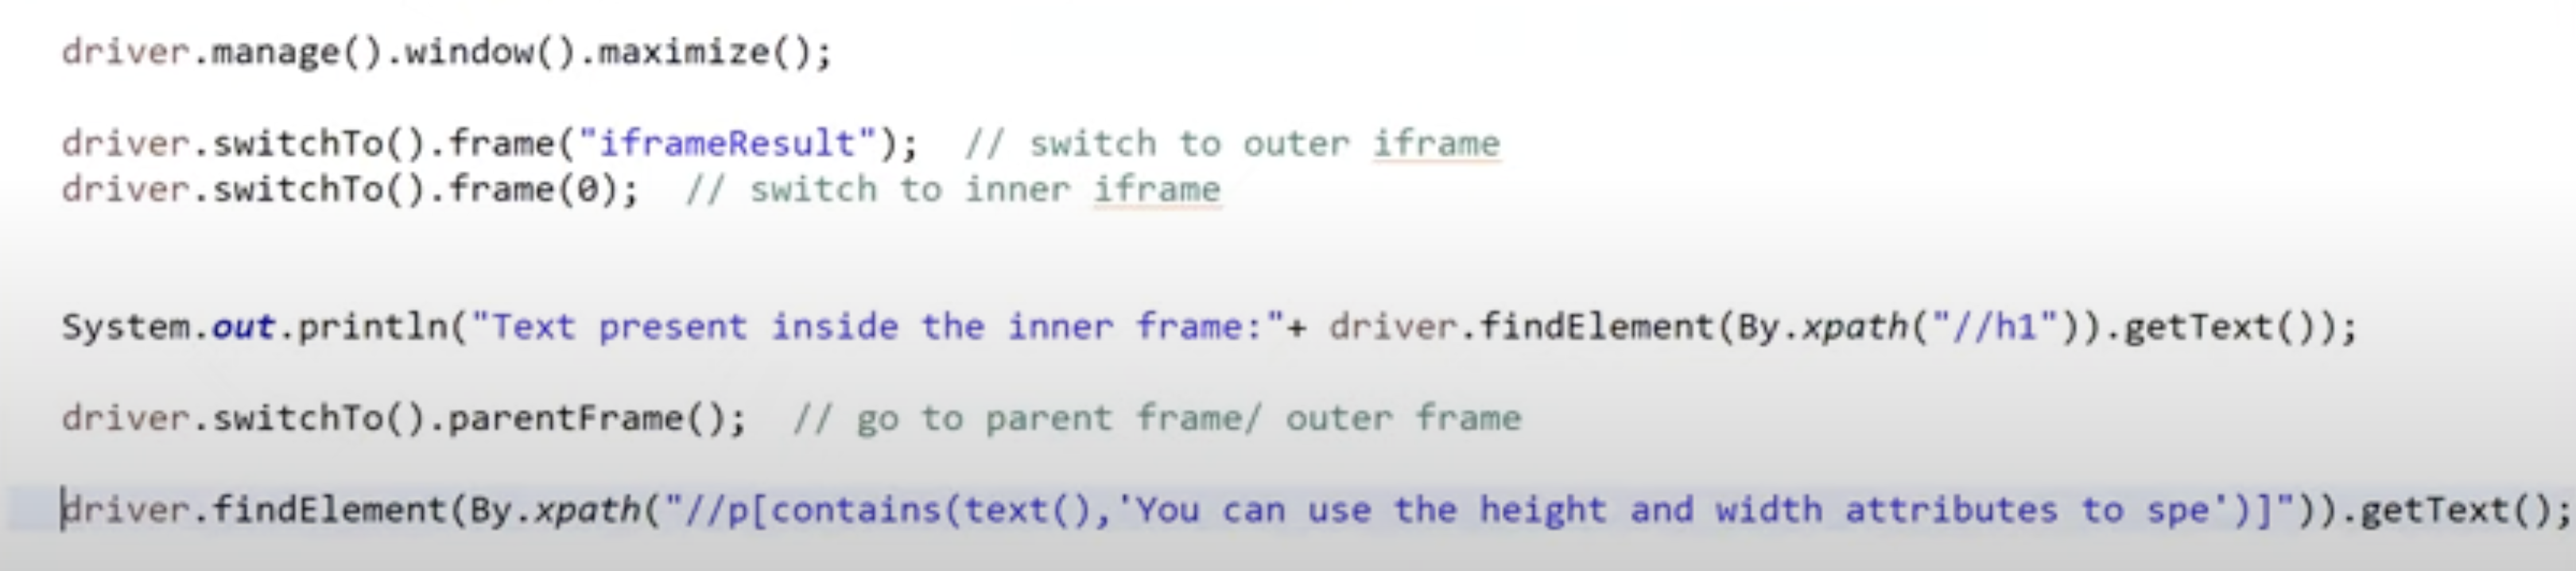 driver.manage().window().maximize();
driver.switchTo().frame("iframeResult");  // switch to outer iframe
driver.switchTo().frame(0);  // switch to inner iframe
System.out.println("Text present inside the inner frame:"+ driver.findElement(By.xpath("//h1")).getText());
driver.switchTo().parentFrame();  // go to parent frame/ outer frame
driver.findElement(By.xpath("//p[contains(text(),'You can use the height and width attributes to spe')]")).getText();